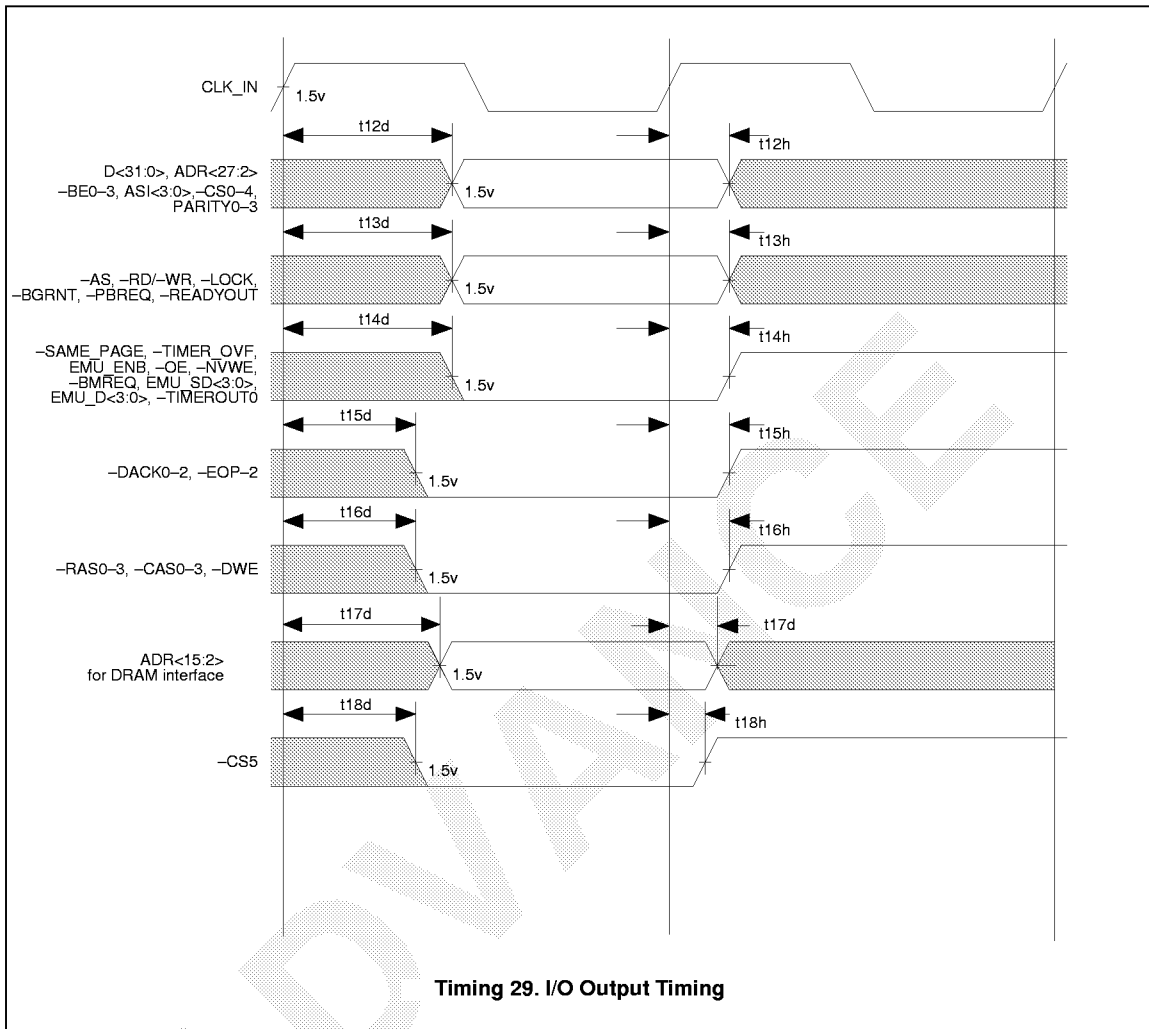 CLK_IN
1.5v
t12d
t12h
D<31:0>, ADR<27:2>
–BE0–3, ASI<3:0>,–CS0–4,
PARITY0–3
1.5v
t13d
t13h
–AS, –RD/–WR, –LOCK,
–BGRNT, –PBREQ, –READYOUT
1.5v
t14d
t14h
–SAME_PAGE, –TIMER_OVF,
EMU_ENB, –OE, –NVWE,
–BMREQ, EMU_SD<3:0>,
EMU_D<3:0>, –TIMEROUT0
1.5v
t15d
t15h
–DACK0–2, –EOP–2
1.5v
t16d
t16h
–RAS0–3, –CAS0–3, –DWE
1.5v
t17d
t17d
ADR<15:2>
for DRAM interface
1.5v
t18d
t18h
–CS5
1.5v
DVANCE
Timing 29. I/O Output Timing